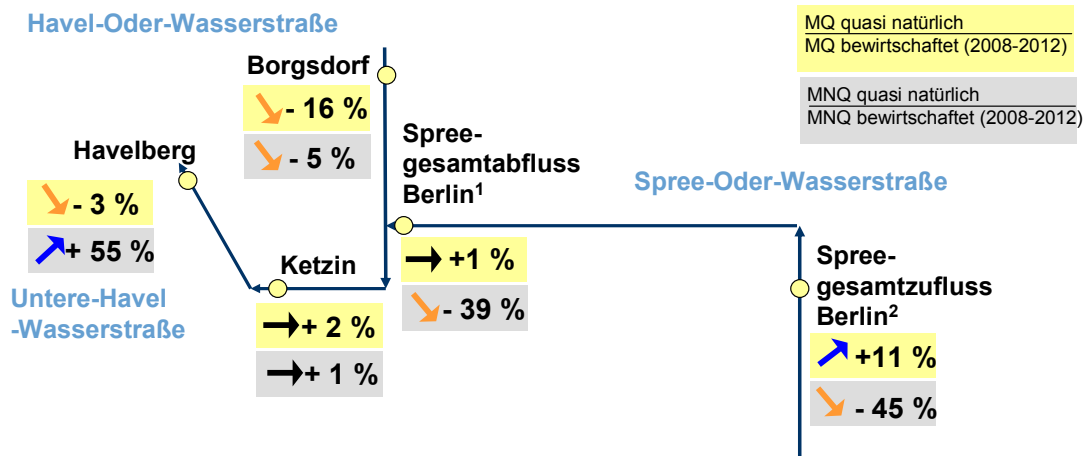 Havel-Oder-Wasserstraße
MQ quasi natürlich
MQ bewirtschaftet (2008-2012)
MNQ quasi natürlich
MNQ bewirtschaftet (2008-2012)
Borgsdorf
- 16 %
- 5 %
Spree-
gesamtabfluss
Berlin1
+1 %
- 39 %
Havelberg
- 3 %
+ 55 %
Untere-Havel
-Wasserstraße
Ketzin
+ 2 %
+ 1 %
Spree-Oder-Wasserstraße
Spree-
gesamtzufluss
Berlin2
+11 %
- 45 %